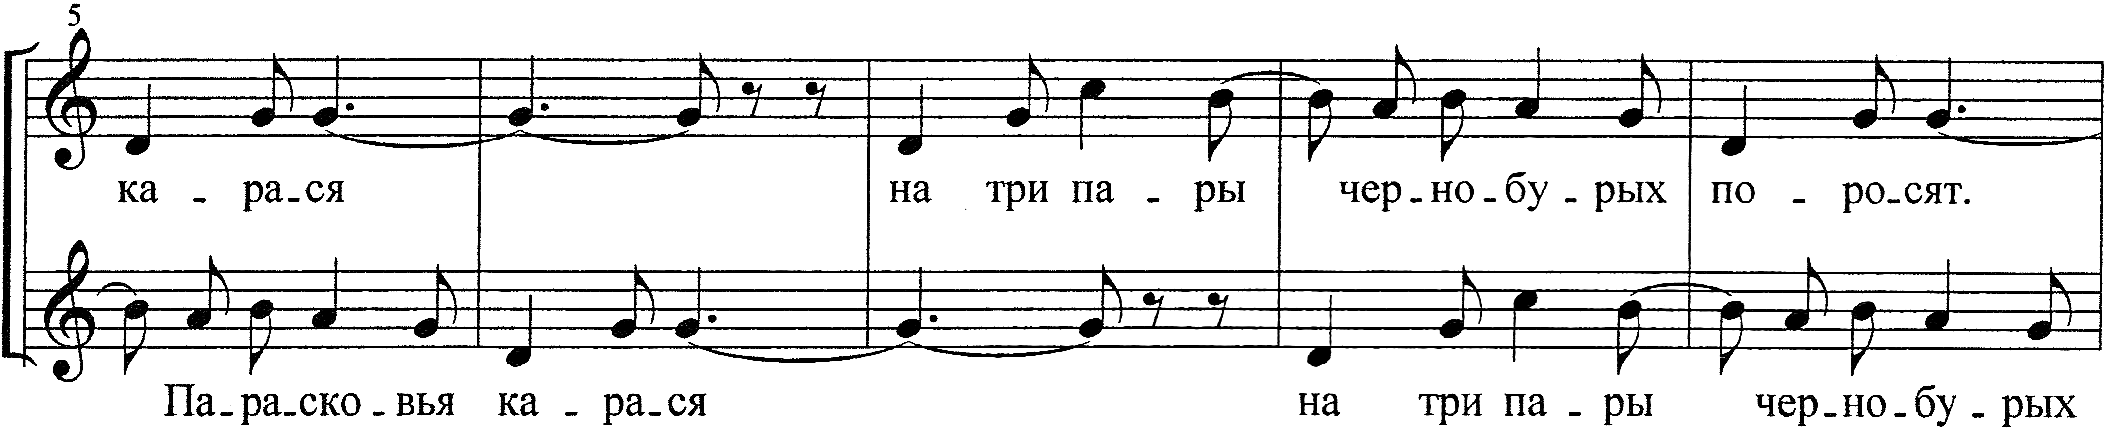 5
ка - ра-ся на три па - ры чер-но-бу - рых по - ро-сят.
Па-ра-ско-вья ка - ра-ся на три па - ры чер-но-бу - рых